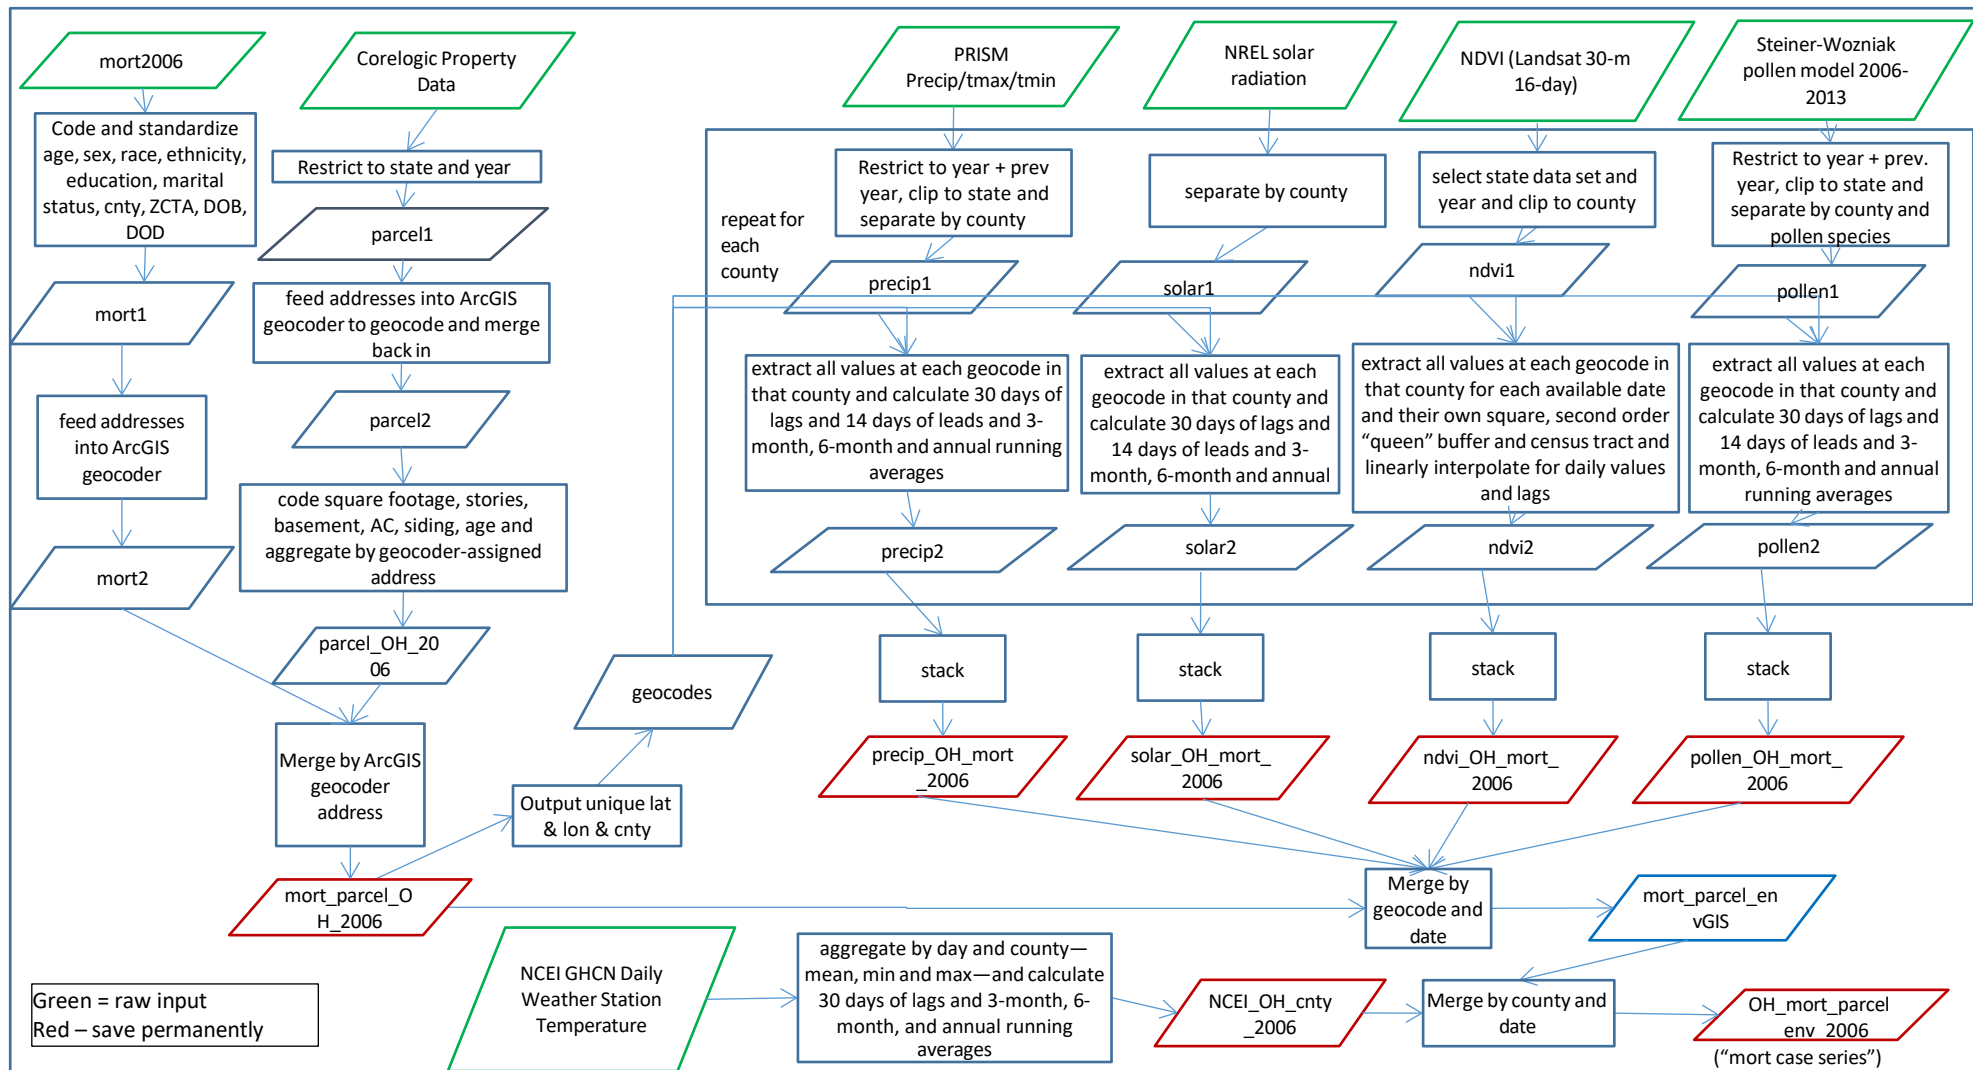 mort2006
Corelogic Property
Data
PRISM
Precip/tmax/tmin
NREL solar
radiation
NDVI (Landsat 30-m
16-day)
Steiner-Wozniak
pollen model 2006-
2013
Code and standardize
age, sex, race, ethnicity,
education, marital
status, cnty, ZCTA, DOB,
DOD
Restrict to state and year
parcel1
repeat for
each
county
Restrict to year + prev
year, clip to state and
separate by county
separate by county
select state data set and
year and clip to county
Restrict to year + prev.
year, clip to state and
separate by county and
pollen species
mort1
feed addresses into ArcGIS
geocoder to geocode and merge
back in
precip1
solar1
ndvi1
pollen1
feed addresses
into ArcGIS
geocoder
parcel2
extract all values at each geocode in
that county and calculate 30 days of
lags and 14 days of leads and 3-
month, 6-month and annual running
averages
extract all values at each
geocode in that county and
calculate 30 days of lags and
14 days of leads and 3-
month, 6-month and annual
extract all values at each geocode in
that county for each available date
and their own square, second order
“queen” buffer and census tract and
linearly interpolate for daily values
and lags
extract all values at each
geocode in that county and
calculate 30 days of lags and
14 days of leads and 3-
month, 6-month and annual
running averages
mort2
code square footage, stories,
basement, AC, siding, age and
aggregate by geocoder-assigned
address
precip2
solar2
ndvi2
pollen2
parcel_OH_20
06
geocodes
stack
stack
stack
stack
Merge by ArcGIS
geocoder
address
Output unique lat
& lon & cnty
precip_OH_mort
_2006
solar_OH_mort_
2006
ndvi_OH_mort_
2006
pollen_OH_mort_
2006
mort_parcel_O
H_2006
Merge by
geocode and
date
mort_parcel_en
vGIS
NCEI GHCN Daily
Weather Station
Temperature
aggregate by day and county—
mean, min and max—and calculate
30 days of lags and 3-month, 6-
month, and annual running
averages
NCEI_OH_cnty
_2006
Merge by county and
date
OH_mort_parcel
env_2006
(“mort case series”)
Green = raw input
Red – save permanently